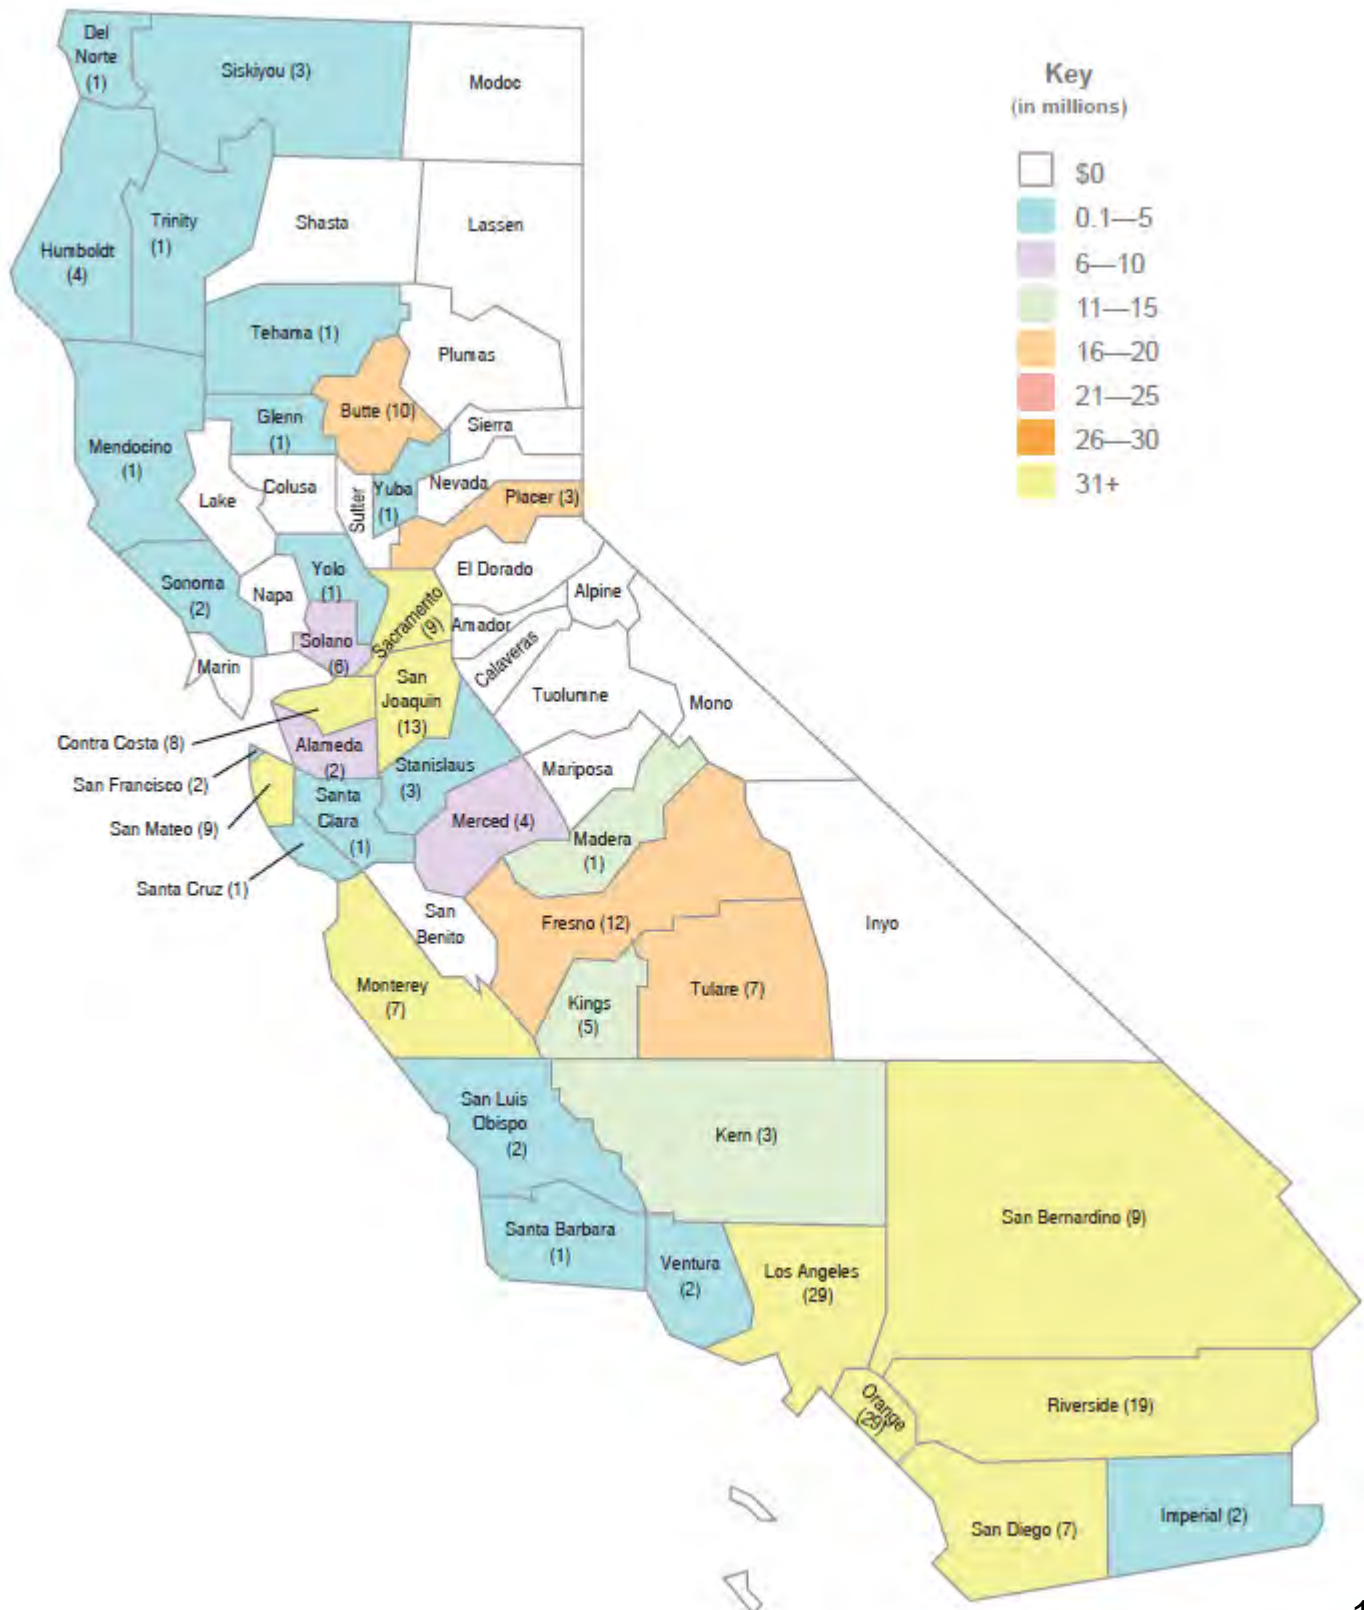 Del
Norte
(1)
Siskiyou (3)
Modoc
Key
(in millions)
$0
0.1—5
6—10
11—15
16—20
21—25
26—30
31+
Humboldt
(4)
Trinity
(1)
Shasta
Lassen
Tehama (1)
Plumas
Butte (10)
Glenn
(1)
Sierra
Mendocino
(1)
Lake
Colusa
Sutter
Yuba
(1)
Nevada
Placer (3)
Sonoma
(2)
Napa
Yolo
(1)
El Dorado
Alpine
Sacramento
(9)
Amador
Solano
(6)
Calaveras
Marin
San
Joaquin
(13)
Tuolumne
Mono
Contra Costa (8)
Alameda
(2)
San Francisco (2)
Stanislaus
(3)
Mariposa
Santa
Clara
(1)
San Mateo (9)
Merced (4)
Madera
(1)
Santa Cruz (1)
San
Benito
Fresno (12)
Inyo
Monterey
(7)
Kings
(5)
Tulare (7)
San Luis
Obispo
(2)
Kern (3)
San Bernardino (9)
Santa Barbara
(1)
Ventura
(2)
Los Angeles
(29)
Orange
(29)
Riverside (19)
San Diego (7)
Imperial (2)